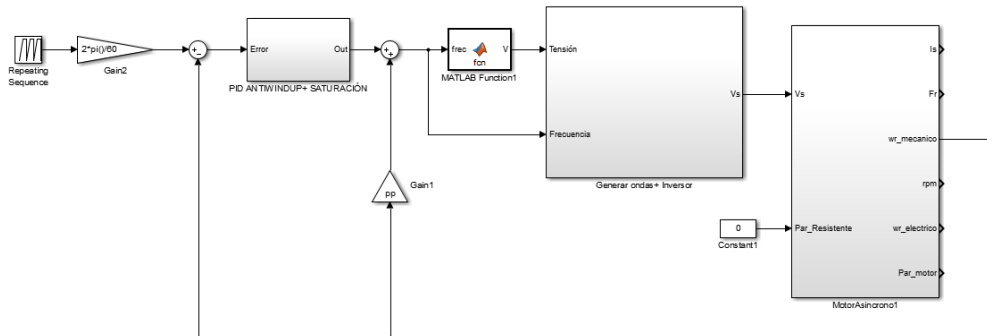 Repeating
Sequence
2*pi()/60
Gain2
Error
Out
PID ANTIWINDUP+ SATURACIÓN
frec
V
fcn
MATLAB Function1
Tensión
Frecuencia
Vs
Generar ondas+ Inversor
PP
Gain1
0
Constant1
Vs
Par_Resistente
Is
Fr
wr_mecanico
rpm
wr_electrico
Par_motor
MotorAsincrono1